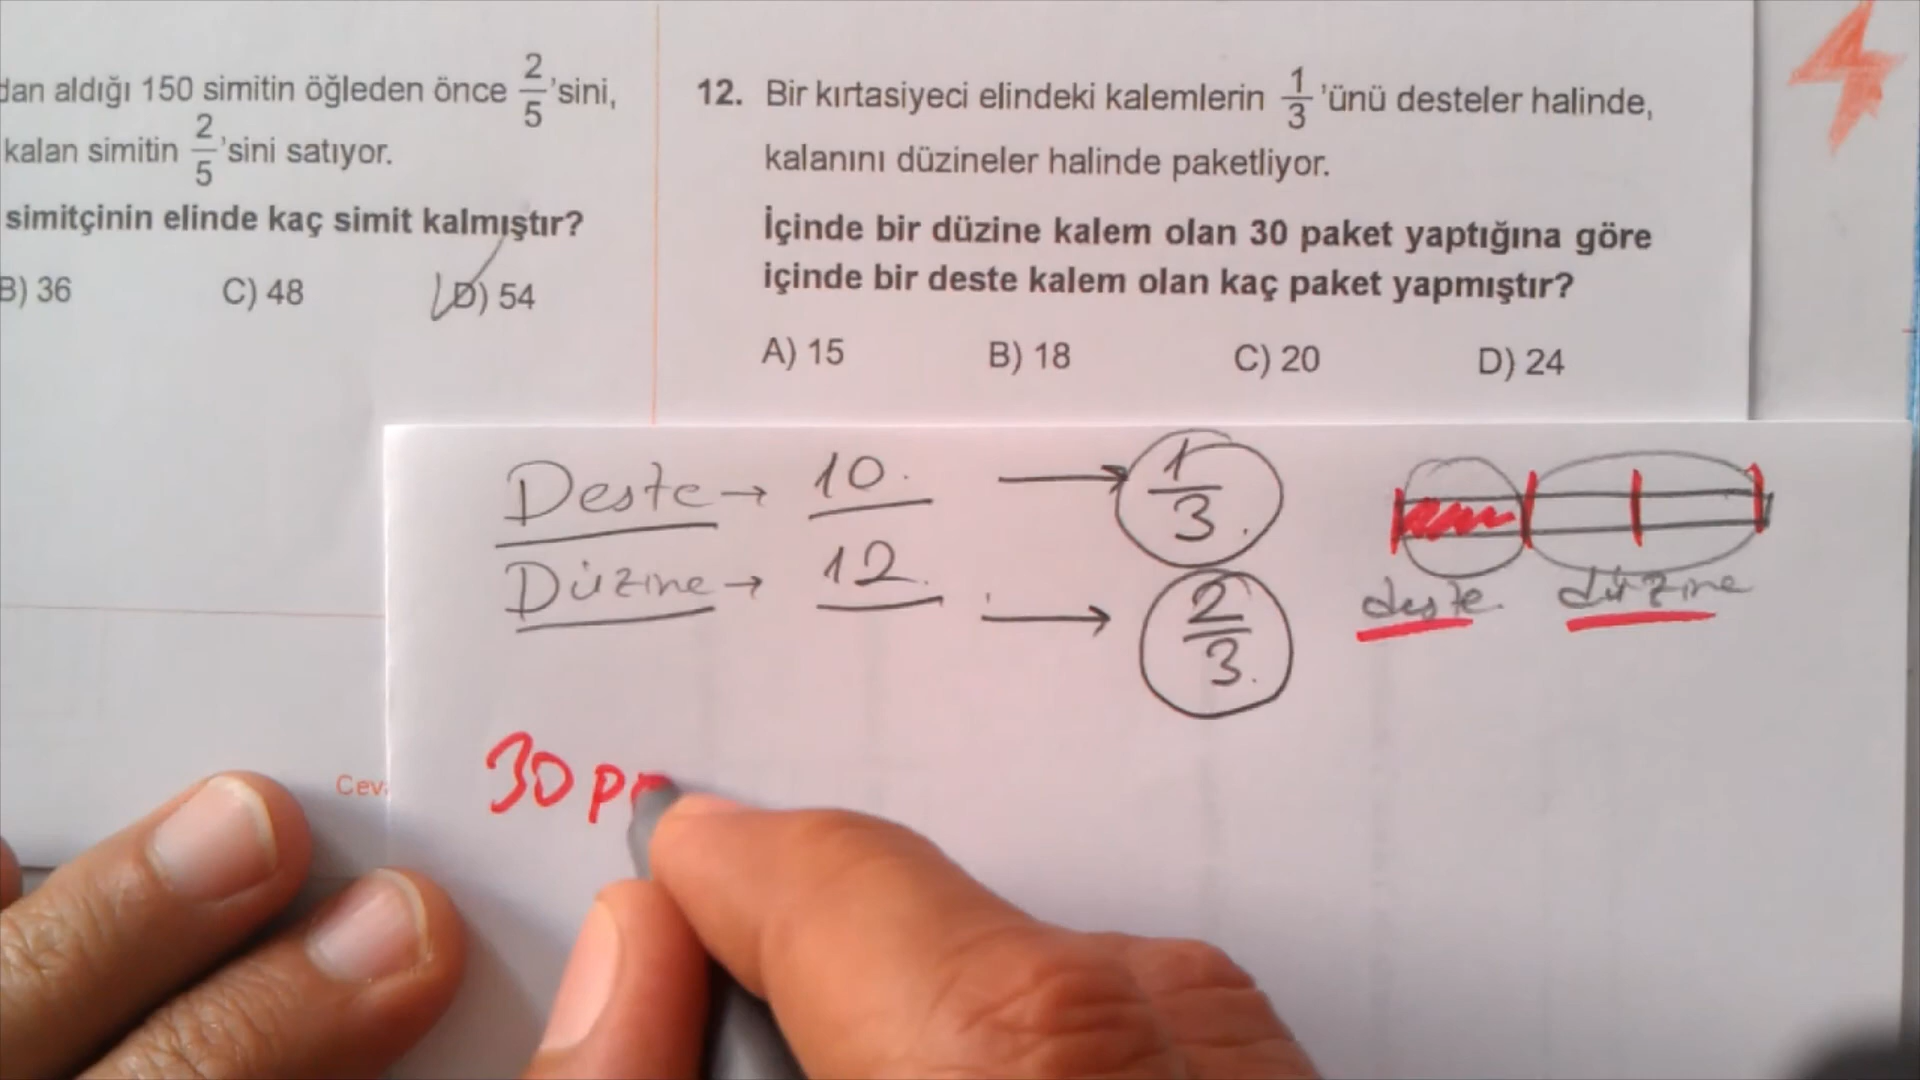 dan aldığı 150 simitin öğleden önce 2/5'sini,
kalan simitin 2/5'sini satıyor.
simitçinin elinde kaç simit kalmıştır?
B) 36 C) 48 D) 54
12. Bir kırtasiyeci elindeki kalemlerin 1/3'ünü desteler halinde,
kalanını düzineler halinde paketliyor.
İçinde bir düzine kalem olan 30 paket yaptığına göre
içinde bir deste kalem olan kaç paket yapmıştır?
A) 15 B) 18 C) 20 D) 24
Deste → 10. → 1/3.
Düzine → 12. → 2/3.
deste. düzine
30 pa
Ceva